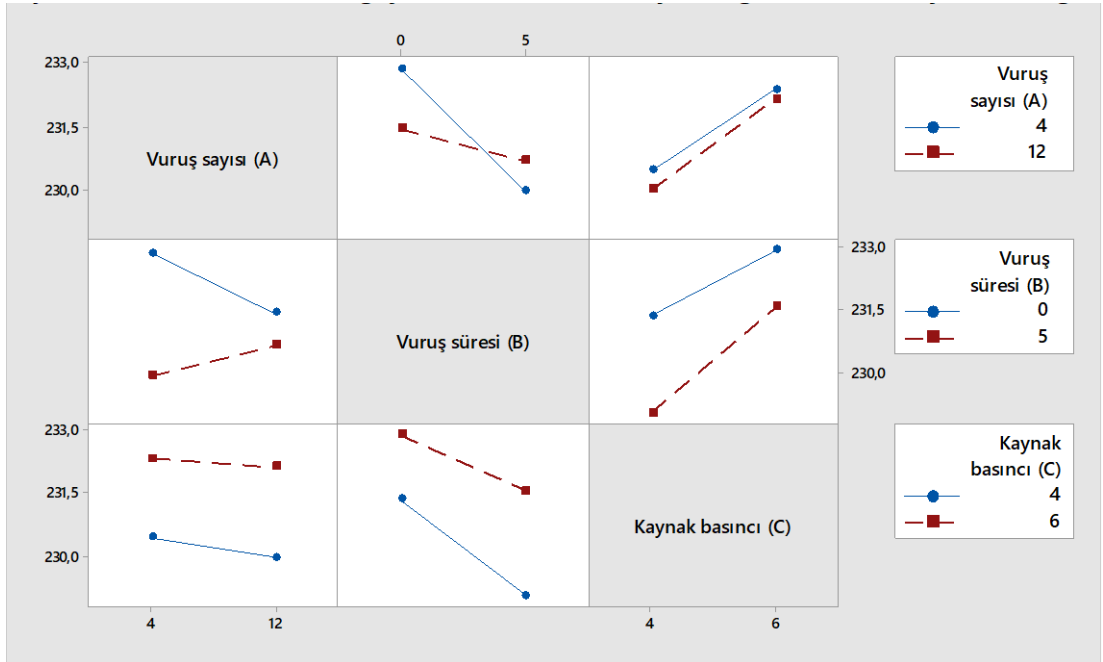 0 5
233,0
231,5
230,0
Vuruş sayısı (A)
Vuruş
sayısı (A)
4
12
Vuruş süresi (B)
233,0
231,5
230,0
Vuruş
süresi (B)
0
5
233,0
231,5
230,0
Kaynak basıncı (C)
Kaynak
basıncı (C)
4
6
4 12 4 6